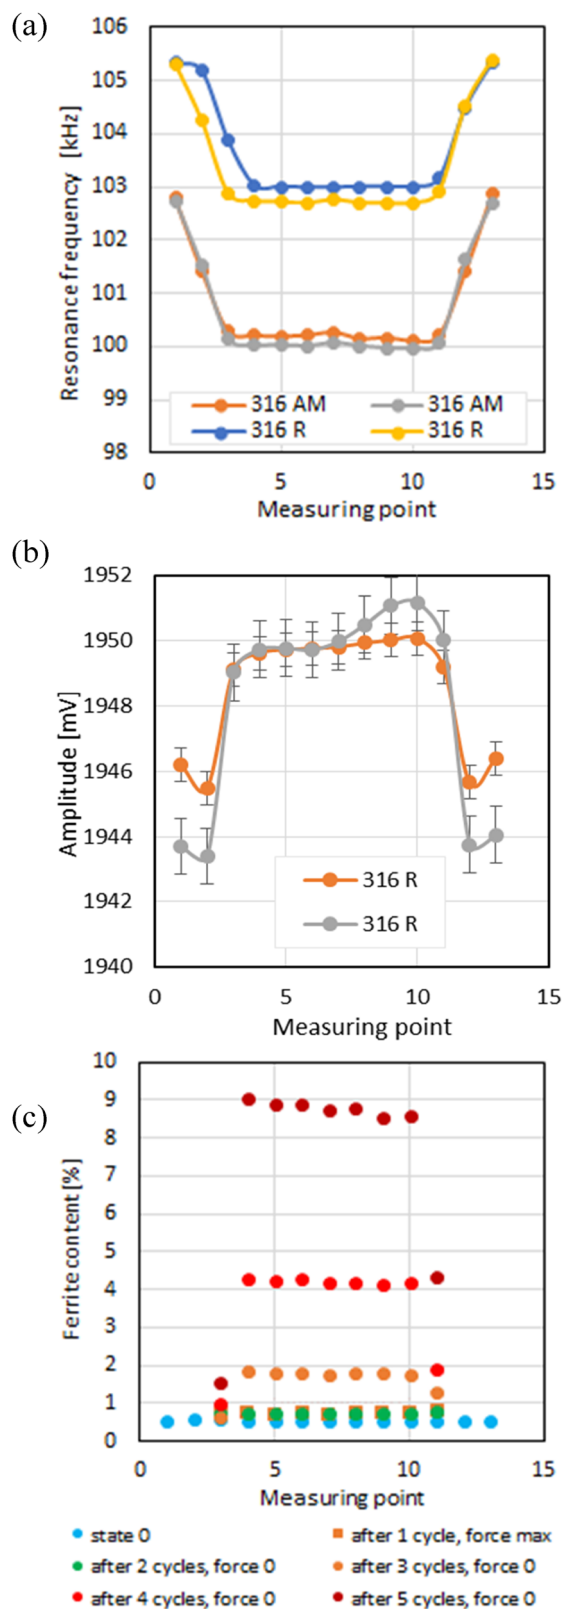 (a)
106
105
104
103
102
101
100
99
98
Resonance frequency [kHz]
316 AM 316 AM
316 R 316 R
0 5 10 15
Measuring point
(b)
1952
1950
1948
1946
1944
1942
1940
Amplitude [mV]
316 R
316 R
0 5 10 15
Measuring point
(c)
10
9
8
7
6
5
4
3
2
1
0
Ferrite content [%]
0 5 10 15
Measuring point
state 0 after 1 cycle, force max
after 2 cycles, force 0 after 3 cycles, force 0
after 4 cycles, force 0 after 5 cycles, force 0